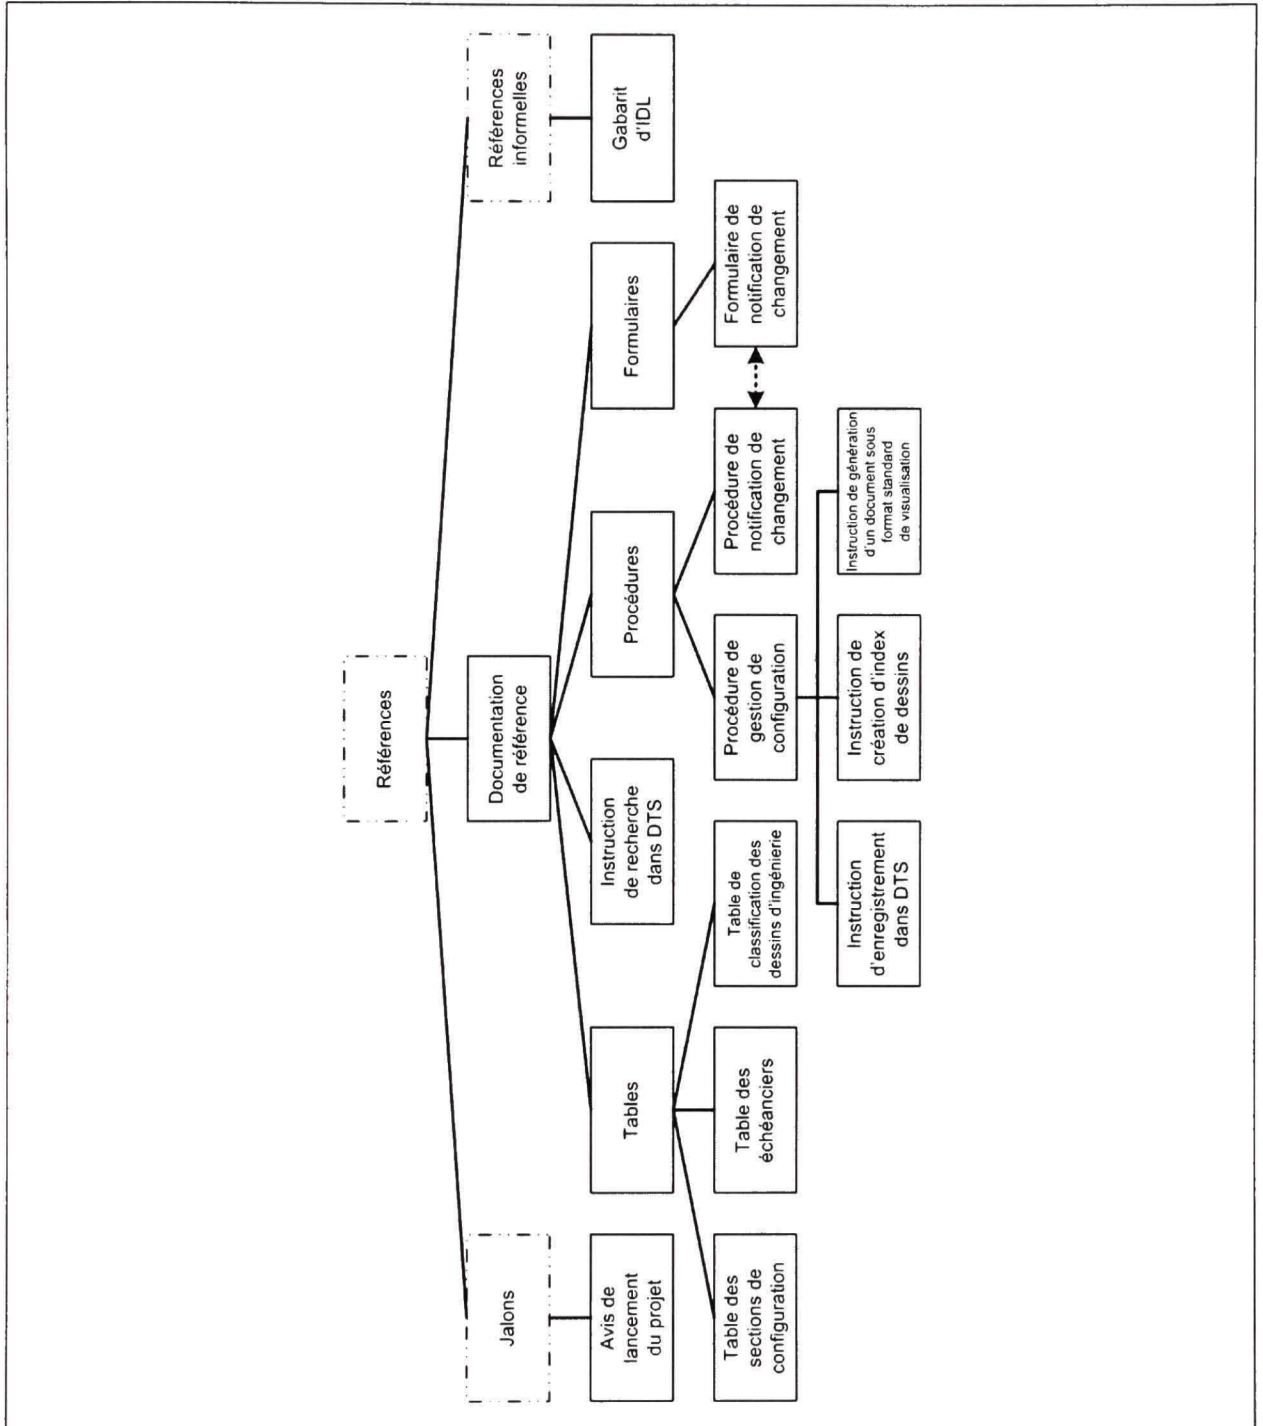 Références
Jalons
Documentation
de référence
Références
informelles
Avis de
lancement
du projet
Tables
Instruction
de recherche
dans DTS
Procédures
Formulaires
Gabarit
d'IDL
Table des
sections de
configuration
Table des
échéanciers
Table de
classification des
dessins d'ingénierie
Procédure de
gestion de
configuration
Procédure de
notification de
changement
Formulaire de
notification de
changement
Instruction
d'enregistrement
dans DTS
Instruction de
création d'index
de dessins
Instruction de génération
d'un document sous
format standard
de visualisation